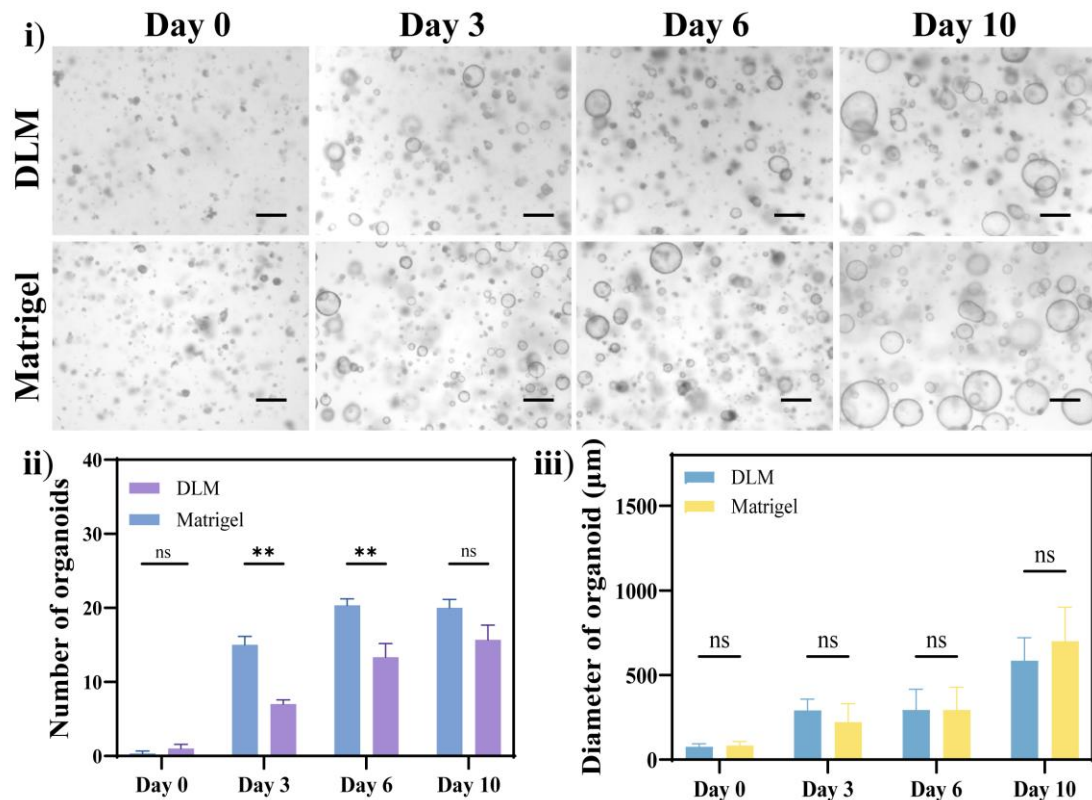 i)
Day 0 Day 3 Day 6 Day 10
DLM
Matrigel
ii)
Number of organoids
40
30
20
10
0
DLM
Matrigel
ns
**
**
ns
Day 0 Day 3 Day 6 Day 10
iii)
Diameter of organoid (μm)
1500
1000
500
0
DLM
Matrigel
ns
ns
ns
ns
Day 0 Day 3 Day 6 Day 10